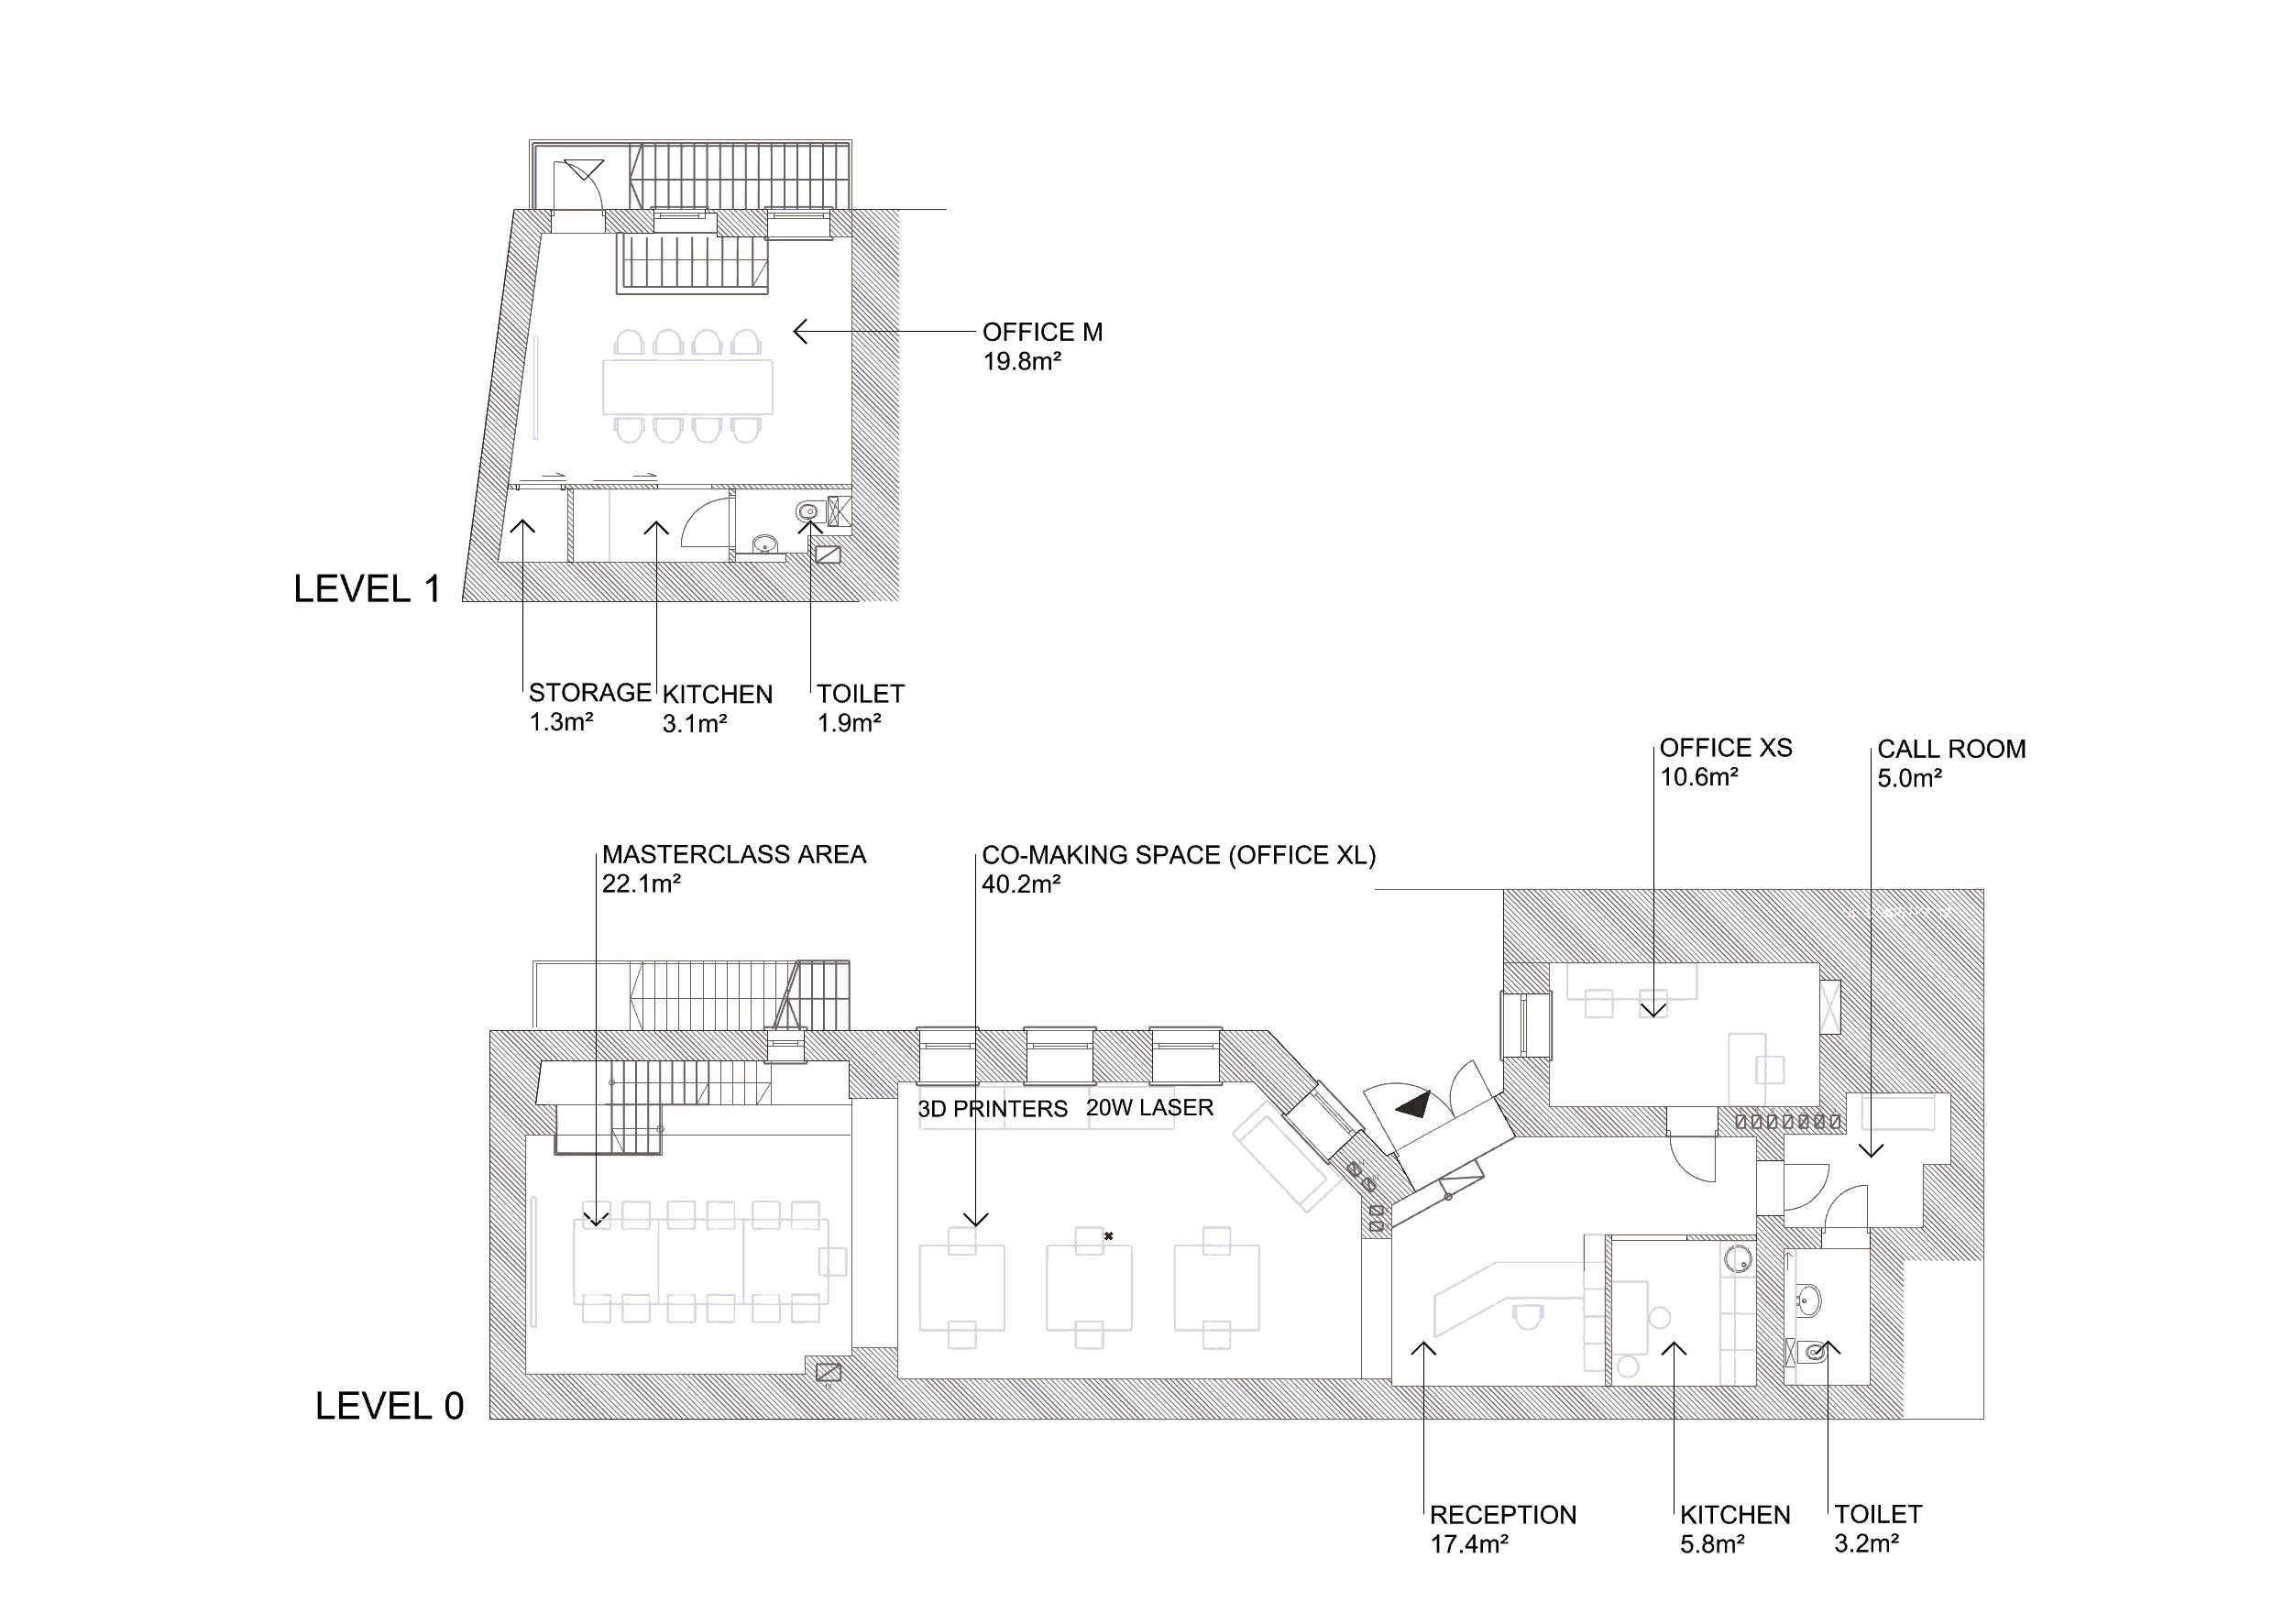 OFFICE M
19.8m²
LEVEL 1
STORAGE
1.3m²
KITCHEN
3.1m²
TOILET
1.9m²
OFFICE XS
10.6m²
CALL ROOM
5.0m²
MASTERCLASS AREA
22.1m²
CO-MAKING SPACE (OFFICE XL)
40.2m²
3D PRINTERS
20W LASER
LEVEL 0
RECEPTION
17.4m²
KITCHEN
5.8m²
TOILET
3.2m²